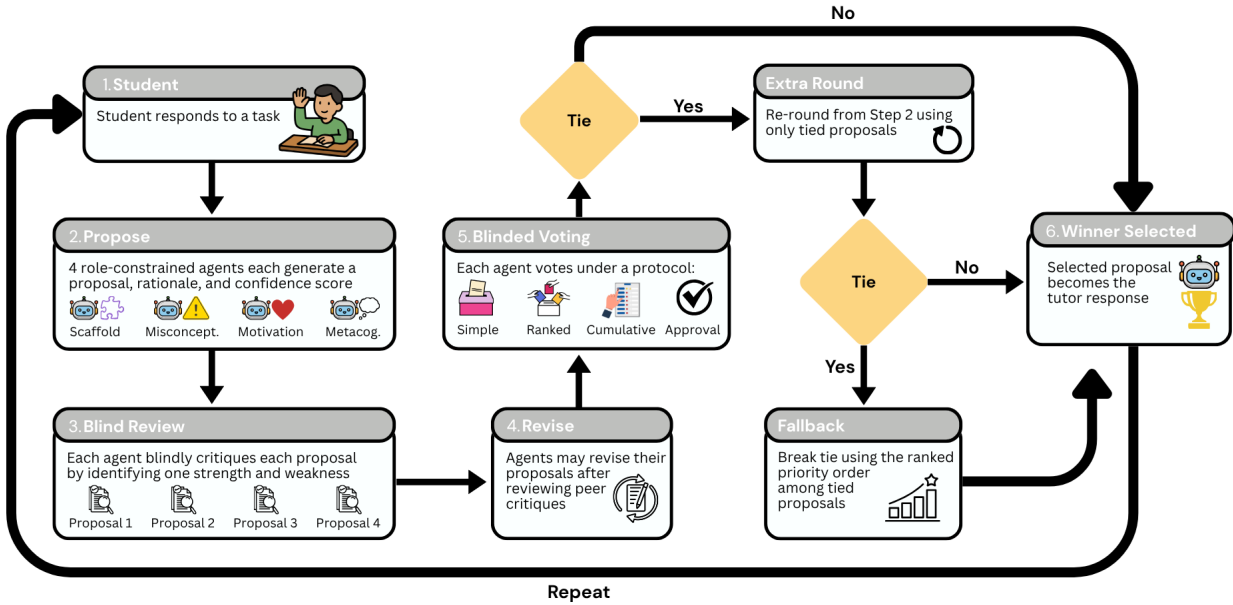 1. Student
Student responds to a task
2. Propose
4 role-constrained agents each generate a
proposal, rationale, and confidence score
Scaffold
Misconcept.
Motivation
Metacog.
3. Blind Review
Each agent blindly critiques each proposal
by identifying one strength and weakness
Proposal 1
Proposal 2
Proposal 3
Proposal 4
4. Revise
Agents may revise their
proposals after
reviewing peer
critiques
5. Blinded Voting
Each agent votes under a protocol:
Simple
Ranked
Cumulative
Approval
Tie
No
Yes
Extra Round
Re-round from Step 2 using
only tied proposals
Tie
No
Yes
Fallback
Break tie using the ranked
priority order
among tied
proposals
6. Winner Selected
Selected proposal
becomes the
tutor response
Repeat